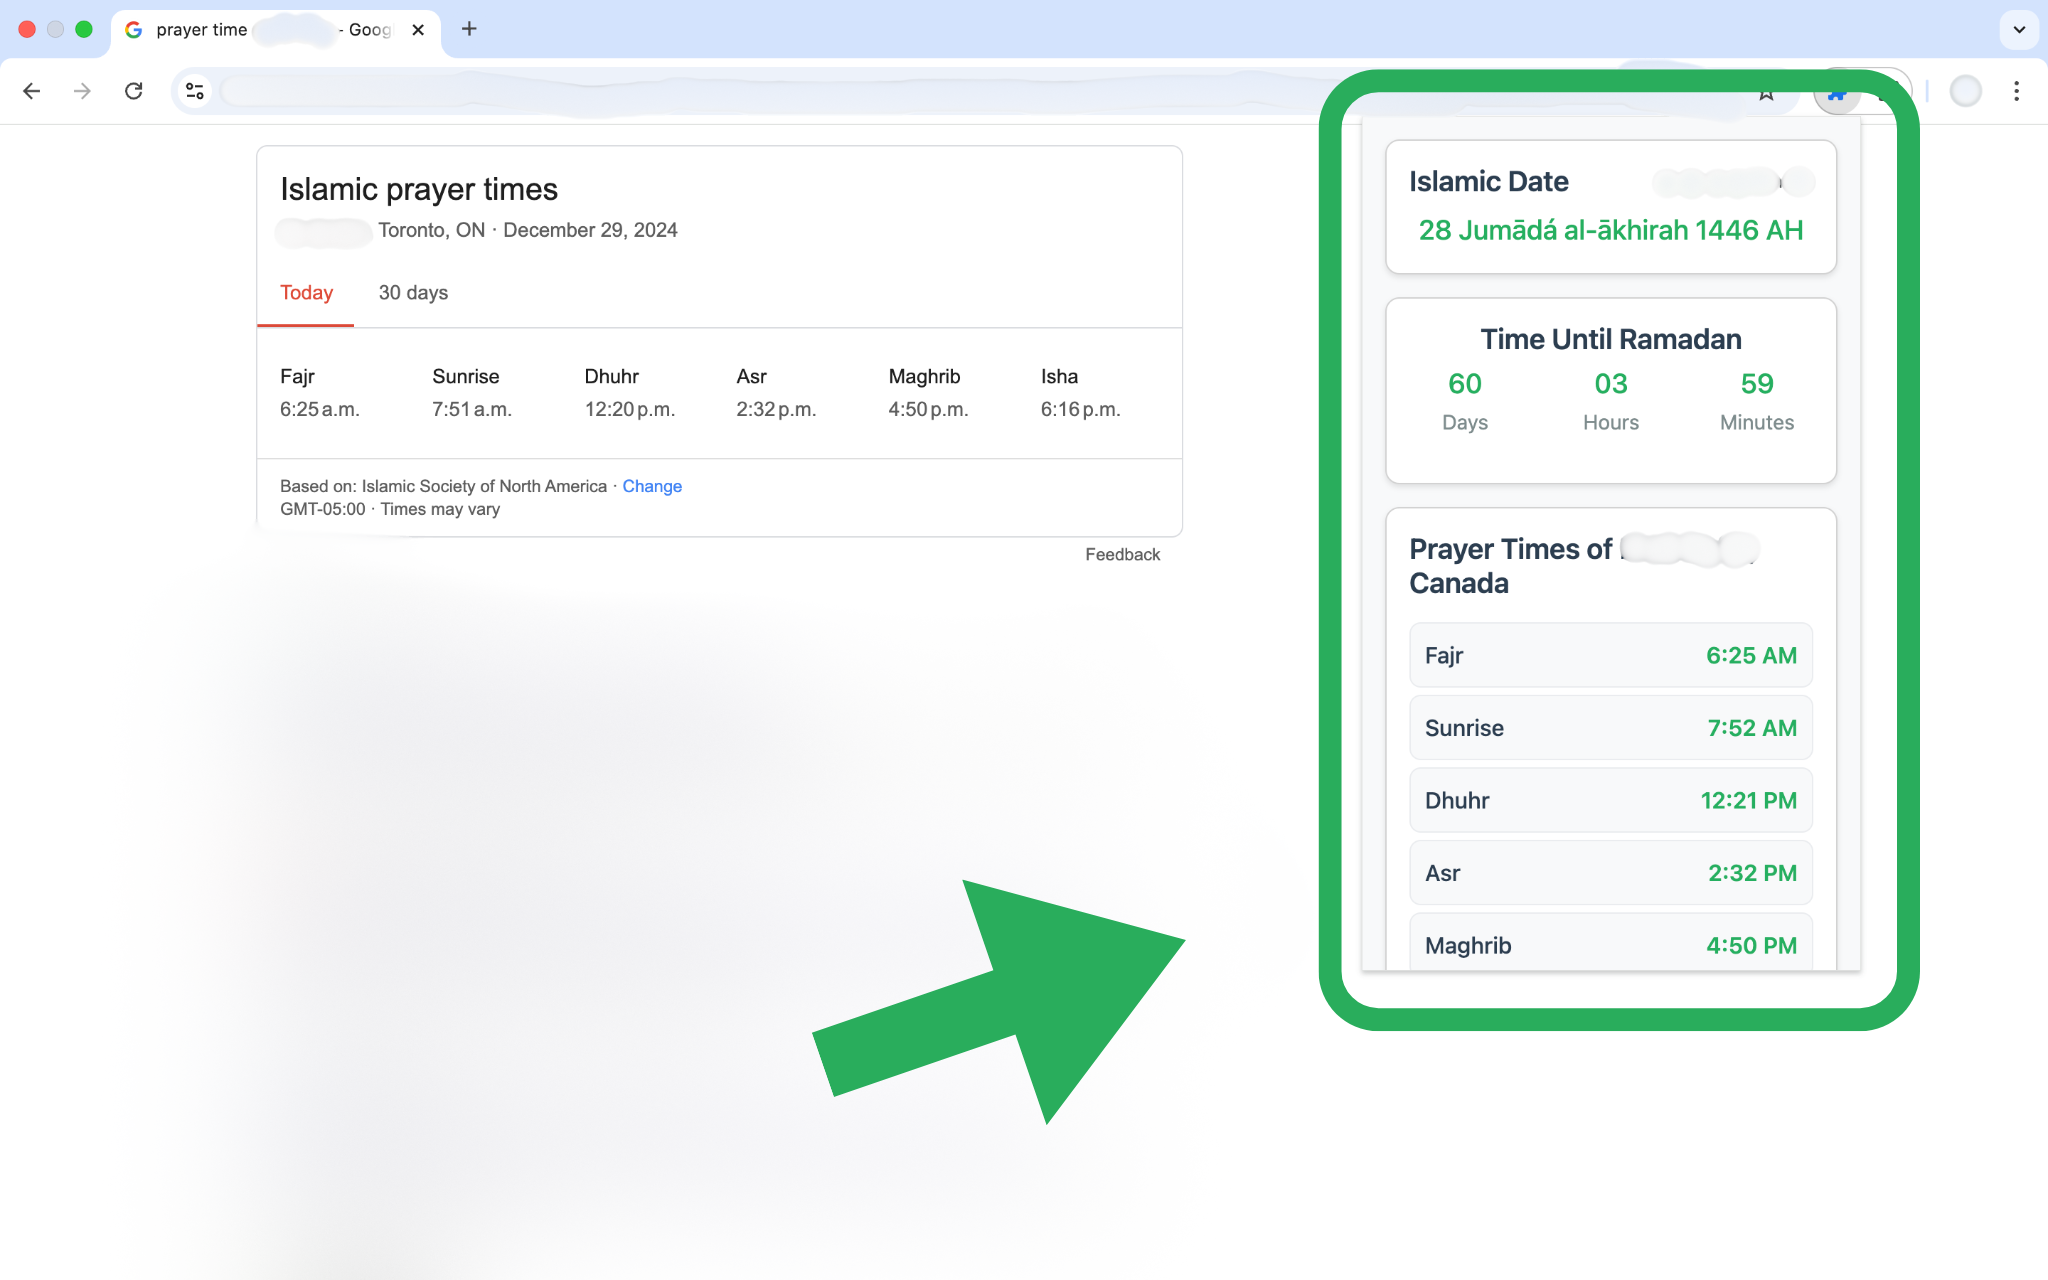 prayer time - Goog
Islamic prayer times
Toronto, ON · December 29, 2024
Today 30 days
Fajr Sunrise Dhuhr Asr Maghrib Isha
6:25 a.m. 7:51 a.m. 12:20 p.m. 2:32 p.m. 4:50 p.m. 6:16 p.m.
Based on: Islamic Society of North America · Change
GMT-05:00 · Times may vary
Feedback
Islamic Date
28 Jumādá al-ākhirah 1446 AH
Time Until Ramadan
60 03 59
Days Hours Minutes
Prayer Times of
Canada
Fajr 6:25 AM
Sunrise 7:52 AM
Dhuhr 12:21 PM
Asr 2:32 PM
Maghrib 4:50 PM